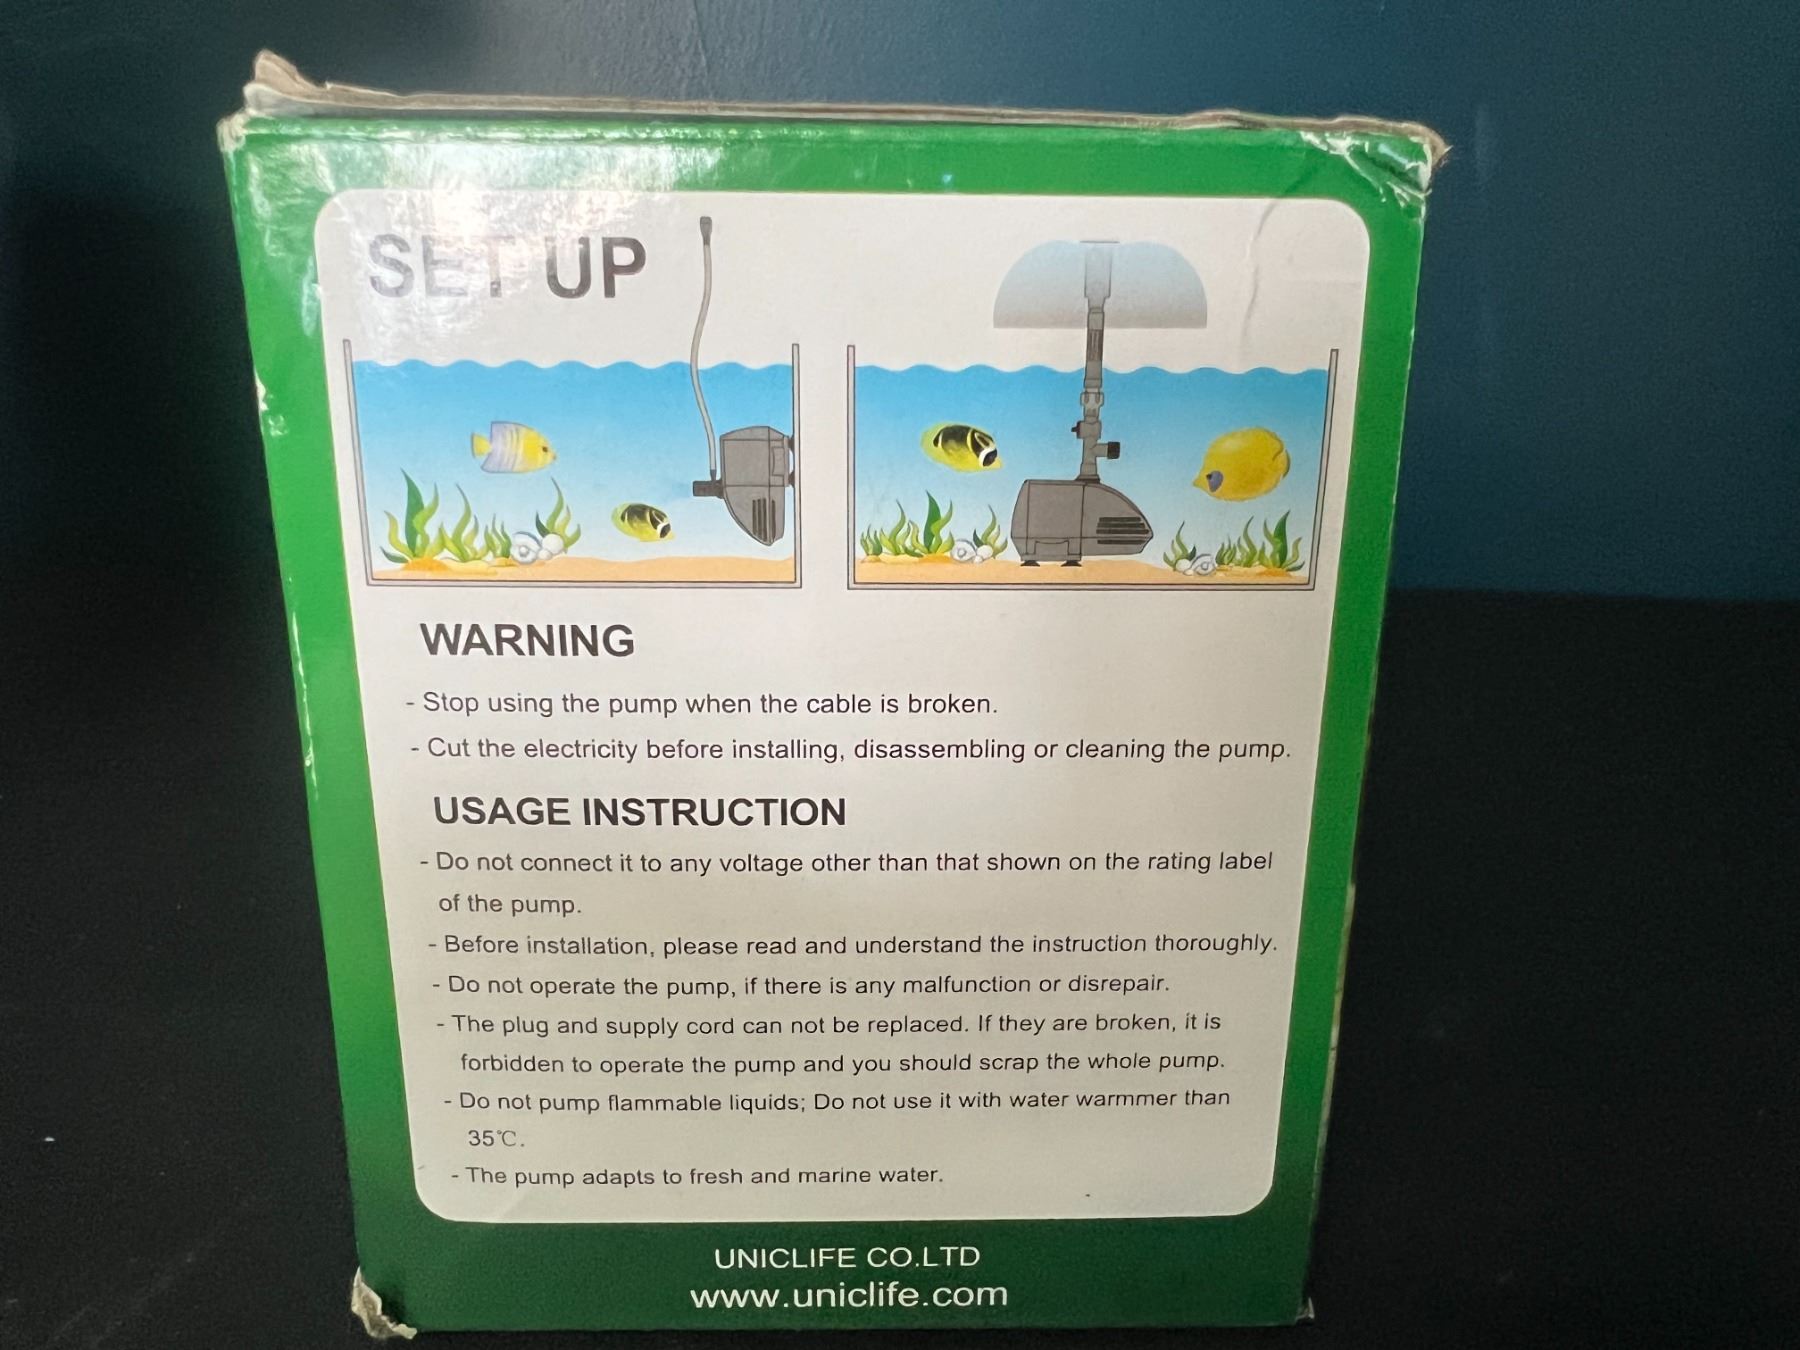 SET UP
WARNING
- Stop using the pump when the cable is broken.
- Cut the electricity before installing, disassembling or cleaning the pump.
USAGE INSTRUCTION
- Do not connect it to any voltage other than that shown on the rating label
of the pump.
- Before installation, please read and understand the instruction thoroughly.
- Do not operate the pump, if there is any malfunction or disrepair.
- The plug and supply cord can not be replaced. If they are broken, it is
forbidden to operate the pump and you should scrap the whole pump.
- Do not pump flammable liquids; Do not use it with water warmmer than
35℃.
- The pump adapts to fresh and marine water.
UNICLIFE CO.LTD
www.uniclife.com